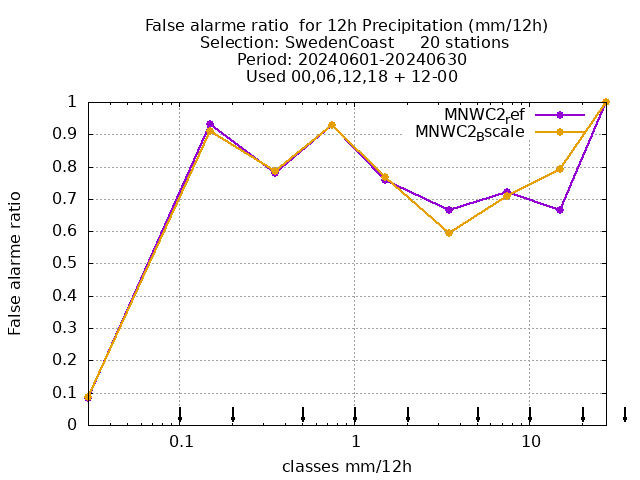 False alarme ratio  for 12h Precipitation (mm/12h)
Selection: SwedenCoast     20 stations
Period: 20240601-20240630
Used 00,06,12,18 + 12-00
MNWC2ref
MNWC2Bscale
False alarme ratio
1
0.9
0.8
0.7
0.6
0.5
0.4
0.3
0.2
0.1
0
0.1 1 10
classes mm/12h